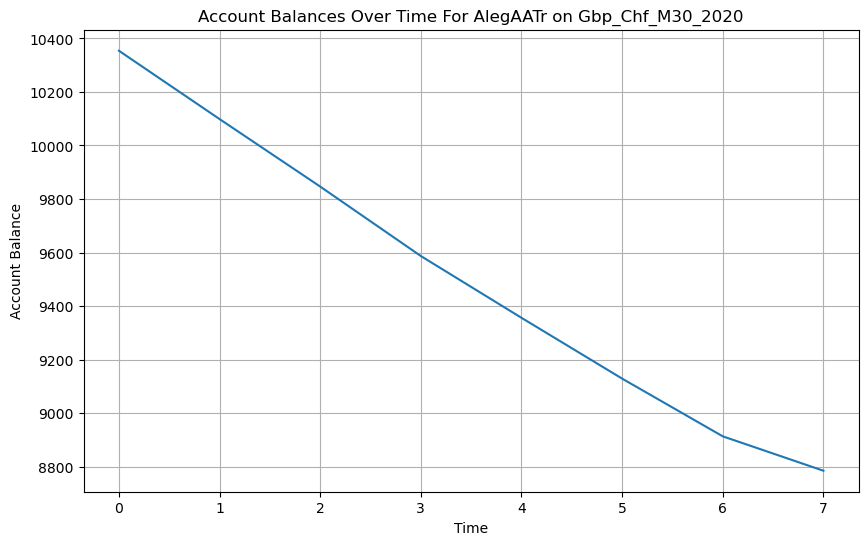 Account Balances Over Time For AlegAATr on Gbp_Chf_M30_2020
10400
10200
10000
9800
9600
9400
9200
9000
8800
Account Balance
0 1 2 3 4 5 6 7
Time